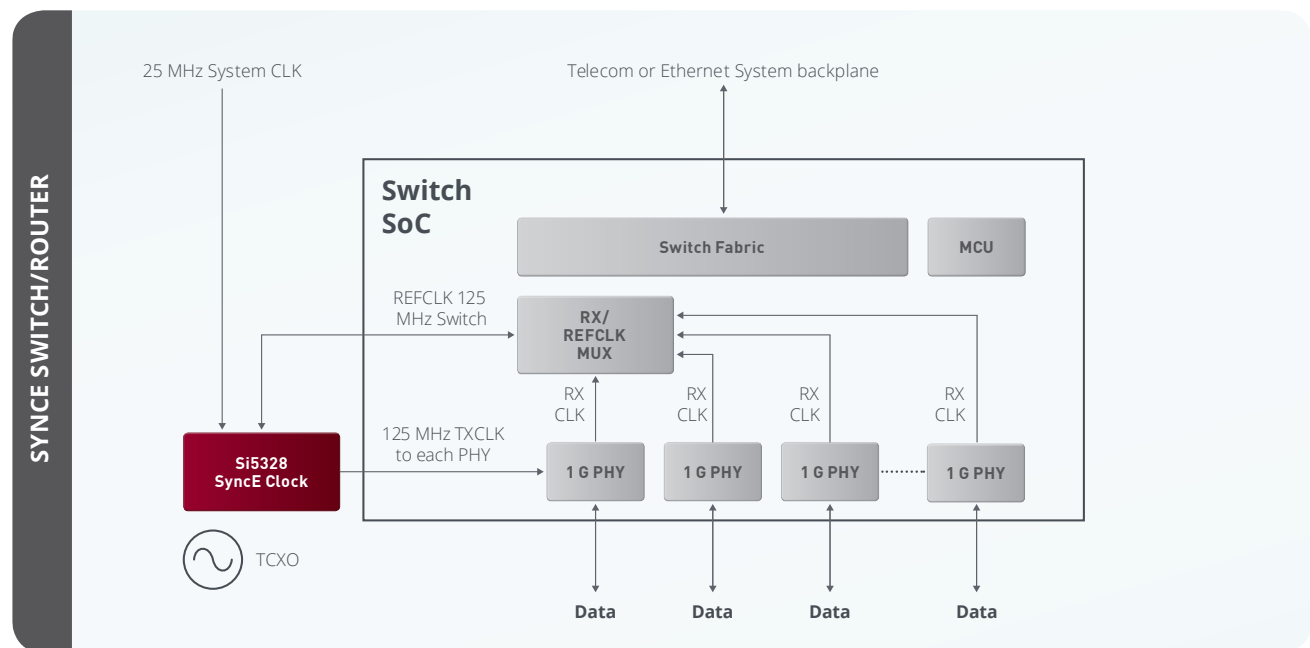 SYNCE SWITCH/ROUTER
25 MHz System CLK
Telecom or Ethernet System backplane
Switch
SoC
Switch Fabric
MCU
REFCLK 125
MHz Switch
RX/
REFCLK
MUX
RX
CLK
RX
CLK
RX
CLK
RX
CLK
125 MHz TXCLK
to each PHY
Si5328
SyncE Clock
1 G PHY
1 G PHY
1 G PHY
1 G PHY
TCXO
Data
Data
Data
Data